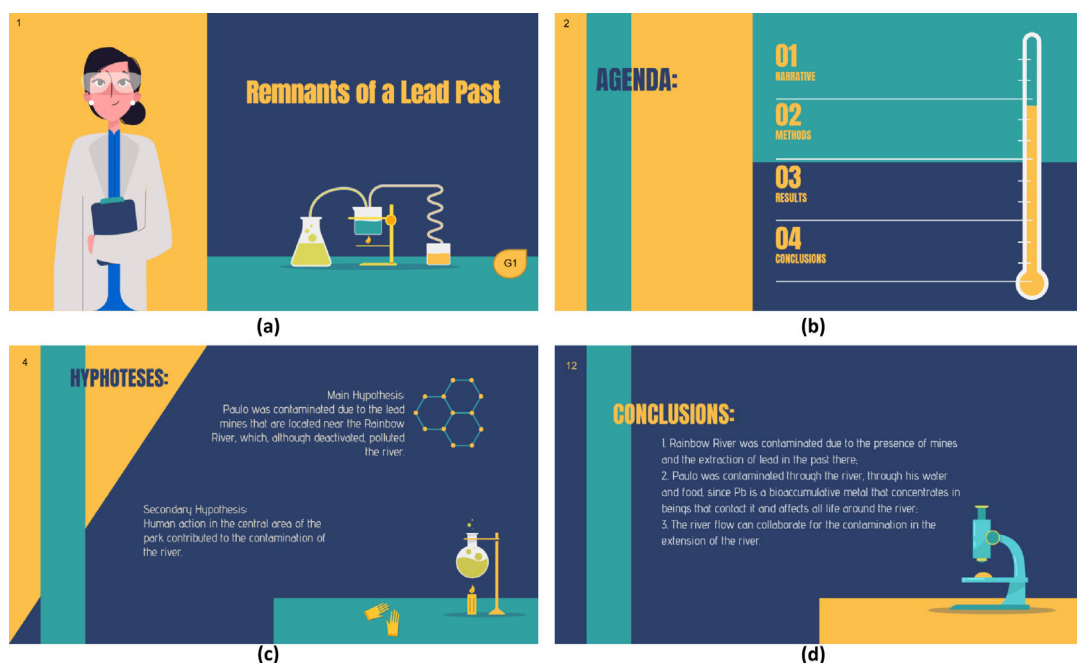 1
Remnants of a Lead Past
G1
(a)
2
AGENDA:
01
NARRATIVE
02
METHODS
03
RESULTS
04
CONCLUSIONS
(b)
4
HYPHOTESES:
Main Hypothesis:
Paulo was contaminated due to the lead
mines that are located near the Rainbow
River, which, although deactivated, polluted
the river.
Secondary Hypothesis:
Human action in the central area of the
park contributed to the contamination of
the river.
(c)
12
CONCLUSIONS:
1. Rainbow River was contaminated due to the presence of mines
and the extraction of lead in the past there;
2. Paulo was contaminated through the river, through his water
and food, since Pb is a bioaccumulative metal that concentrates in
beings that contact it and affects all life around the river;
3. The river flow can collaborate for the contamination in the
extension of the river.
(d)